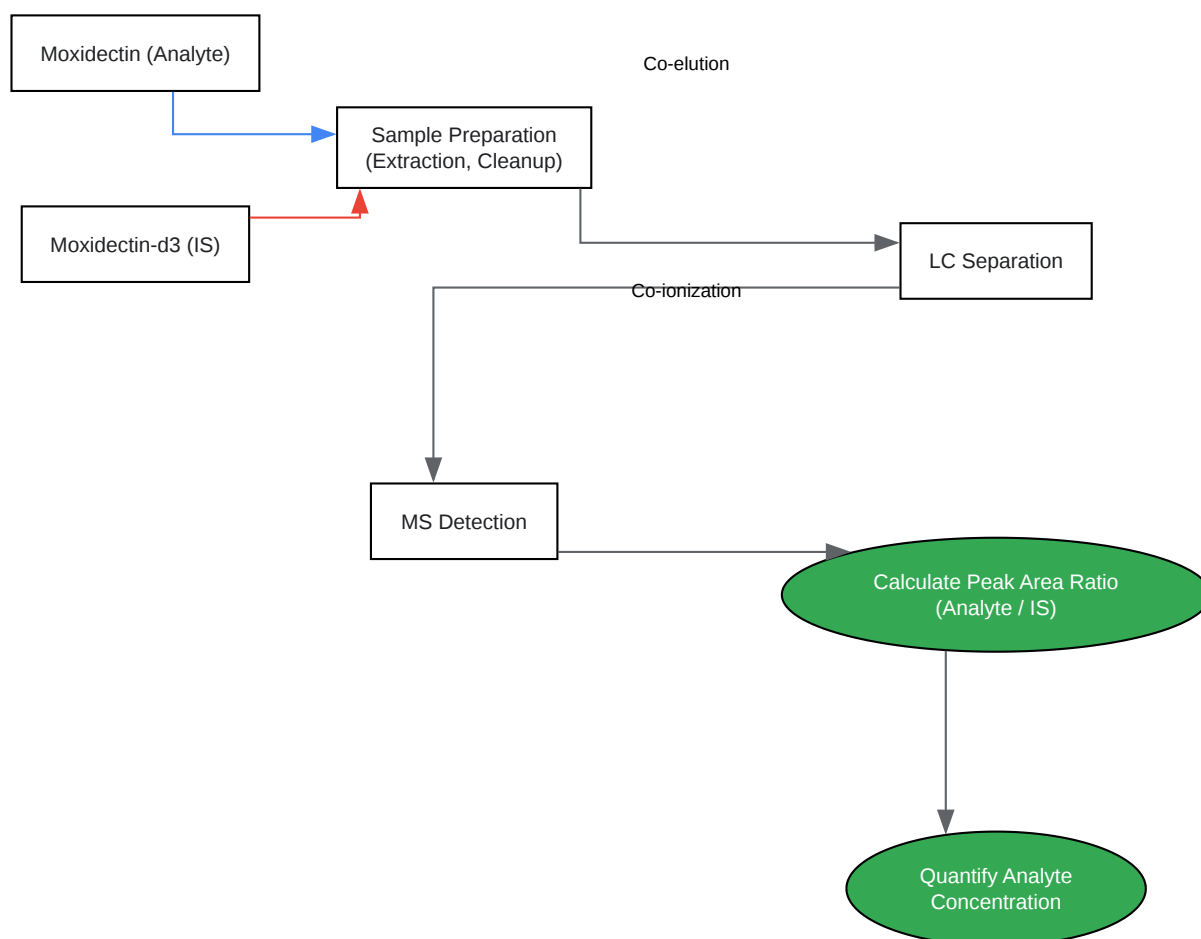 Moxidectin (Analyte)
Co-elution
Sample Preparation
(Extraction, Cleanup)
Moxidectin-d3 (IS)
LC Separation
Co-ionization
MS Detection
Calculate Peak Area Ratio
(Analyte / IS)
Quantify Analyte
Concentration